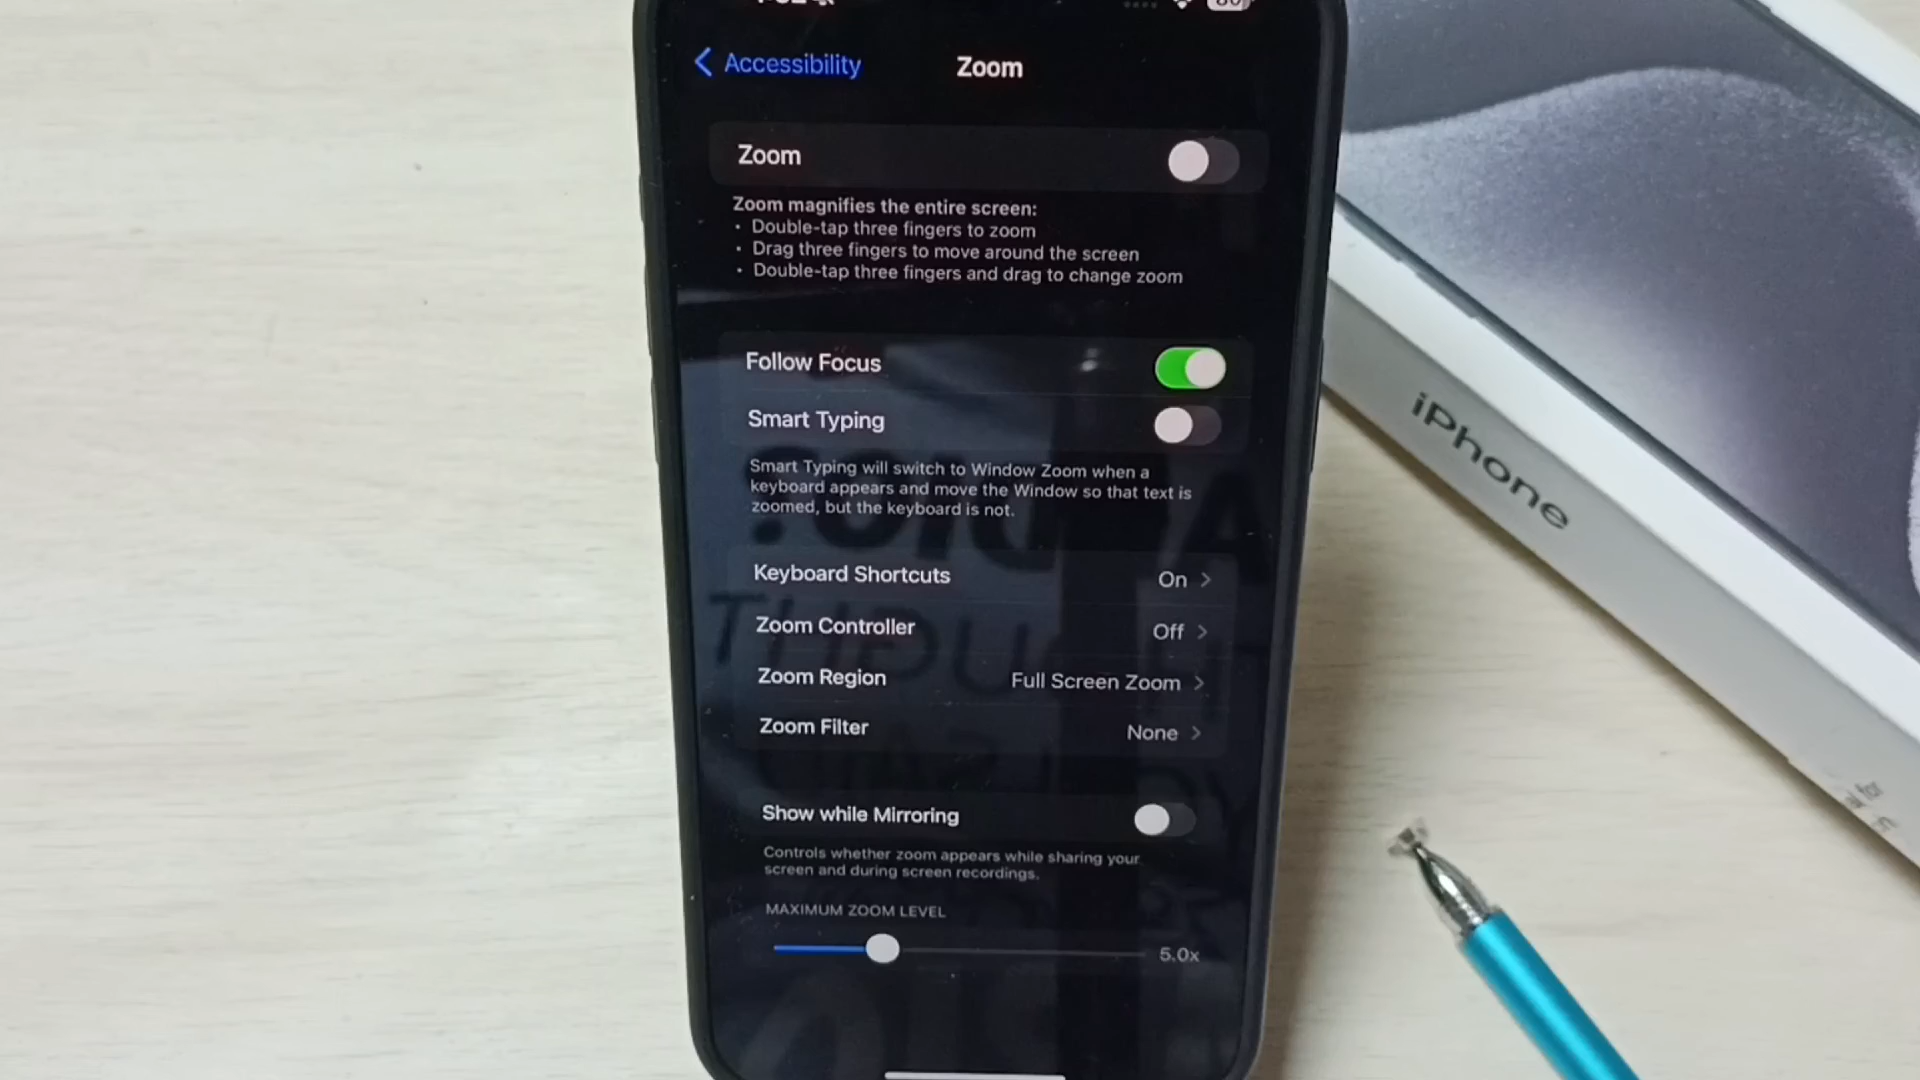 Accessibility
Zoom
Zoom
Zoom magnifies the entire screen:
• Double-tap three fingers to zoom
• Drag three fingers to move around the screen
• Double-tap three fingers and drag to change zoom
Follow Focus
Smart Typing
Smart Typing will switch to Window Zoom when a
keyboard appears and move the Window so that text is
zoomed, but the keyboard is not.
Keyboard Shortcuts On
Zoom Controller Off
Zoom Region Full Screen Zoom
Zoom Filter None
Show while Mirroring
Controls whether zoom appears while sharing your
screen and during screen recordings.
MAXIMUM ZOOM LEVEL
5.0x
iPhone